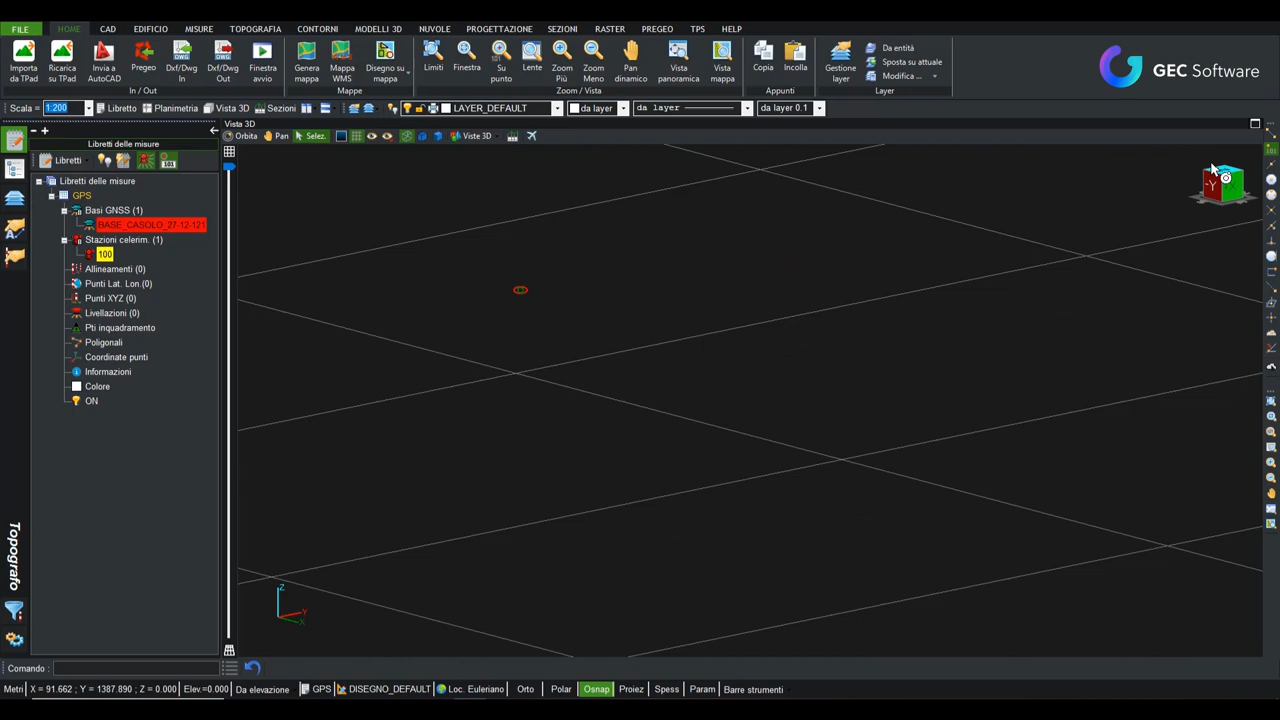 FILE HOME CAD EDIFICIO MISURE TOPOGRAFIA CONTORNI MODELLI 3D NUVOLE PROGETTAZIONE SEZIONI RASTER PREGEO TPS HELP
Importa da TPad
Ricarica su TPad
Invia a AutoCAD
Pregeo
Dxf/Dwg In
Dxf/Dwg Out
Finestra avvio
Genera mappa
Mappa WMS
Disegno su mappa
Limiti
Finestra
Su punto
Lente
Zoom Più
Zoom Meno
Pan dinamico
Vista panoramica
Vista mappa
Copia
Incolla
Gestione layer
Da entità
Sposta su attuale
Modifica ...
In / Out
Mappe
Zoom / Vista
Appunti
Layer
GEC Software
Scala = 1:200 Libretto Planimetria Vista 3D Sezioni LAYER_DEFAULT da layer da layer da layer 0.1
Vista 3D
Orbita Pan Selez. Viste 3D
Libretti delle misure
Libretti
Libretti delle misure
GPS
Basi GNSS (1)
BASE_CASOLO_27-12-121
Stazioni celerim. (1)
100
Allineamenti (0)
Punti Lat. Lon.(0)
Punti XYZ (0)
Livellazioni (0)
Pti inquadramento
Poligonali
Coordinate punti
Informazioni
Colore
ON
Topografo
-Y
Z
Y
X
Comando :
Metri X = 91.662 ; Y = 1387.890 ; Z = 0.000 Elev=0.000 Da elevazione GPS DISEGNO_DEFAULT Loc. Euleriano Orto Polar Osnap Proiez Spess Param Barre strumenti